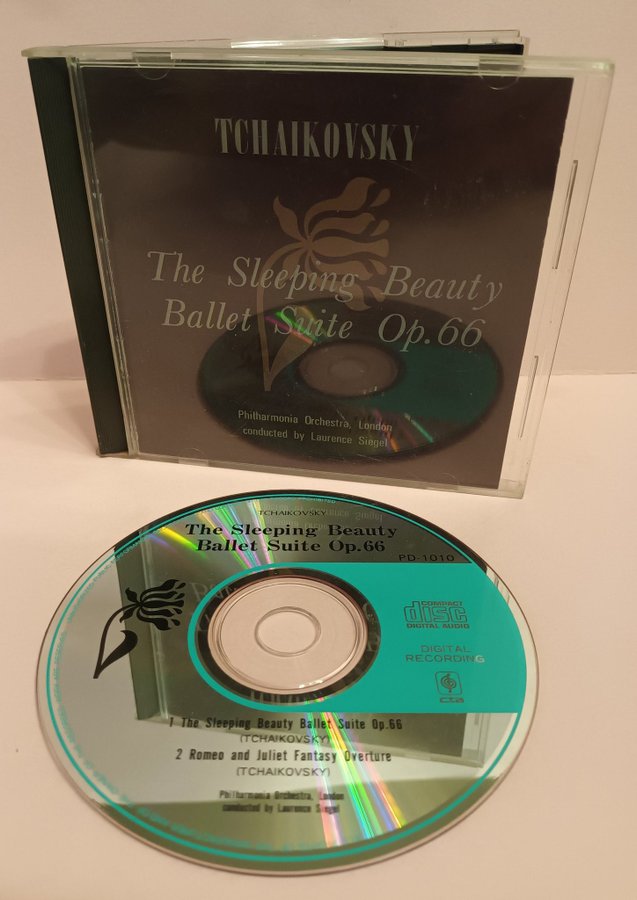 TCHAIKOVSKY
The Sleeping Beauty
Ballet Suite Op.66
Philharmonia Orchestra, London
conducted by Laurence Siegel
TCHAIKOVSKY
The Sleeping Beauty
Ballet Suite Op.66
PD-1010
COMPACT
disc
DIGITAL AUDIO
DIGITAL
RECORDING
1 The Sleeping Beauty Ballet Suite Op.66
(TCHAIKOVSKY)
2 Romeo and Juliet Fantasy Overture
(TCHAIKOVSKY)
Philharmonia Orchestra, London
conducted by Laurence Siegel